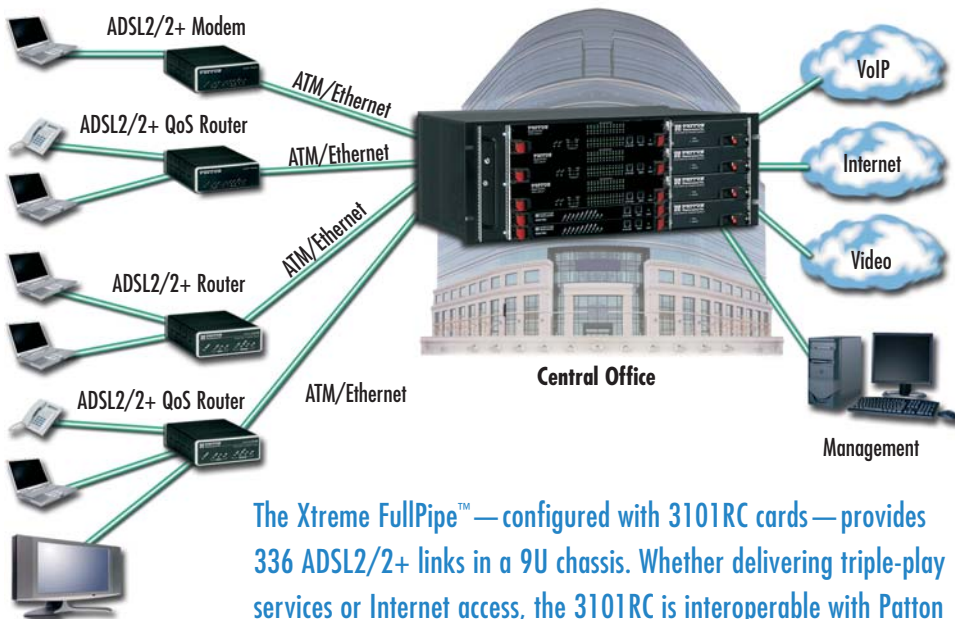 ADSL2/2+ Modem
ATM/Ethernet
VoIP
ADSL2/2+ QoS Router
ATM/Ethernet
Internet
ATM/Ethernet
Video
ADSL2/2+ Router
Central Office
ADSL2/2+ QoS Router
ATM/Ethernet
Management
The Xtreme FullPipe™—configured with 3101RC cards—provides
336 ADSL2/2+ links in a 9U chassis. Whether delivering triple-play
services or Internet access, the 3101RC is interoperable with Patton